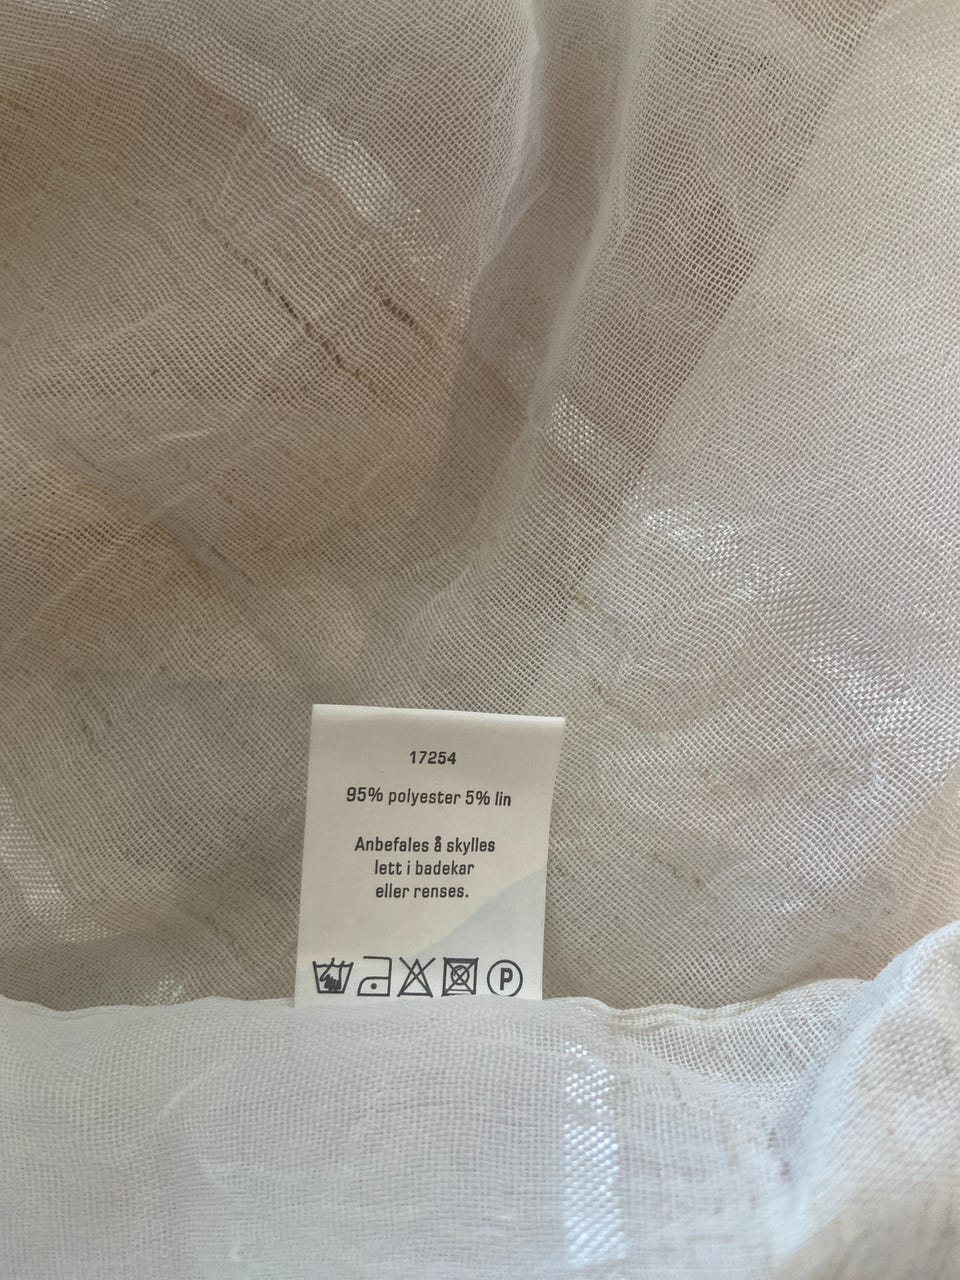 17254
95% polyester 5% lin
Anbefales å skylles
lett i badekar
eller renses.
P